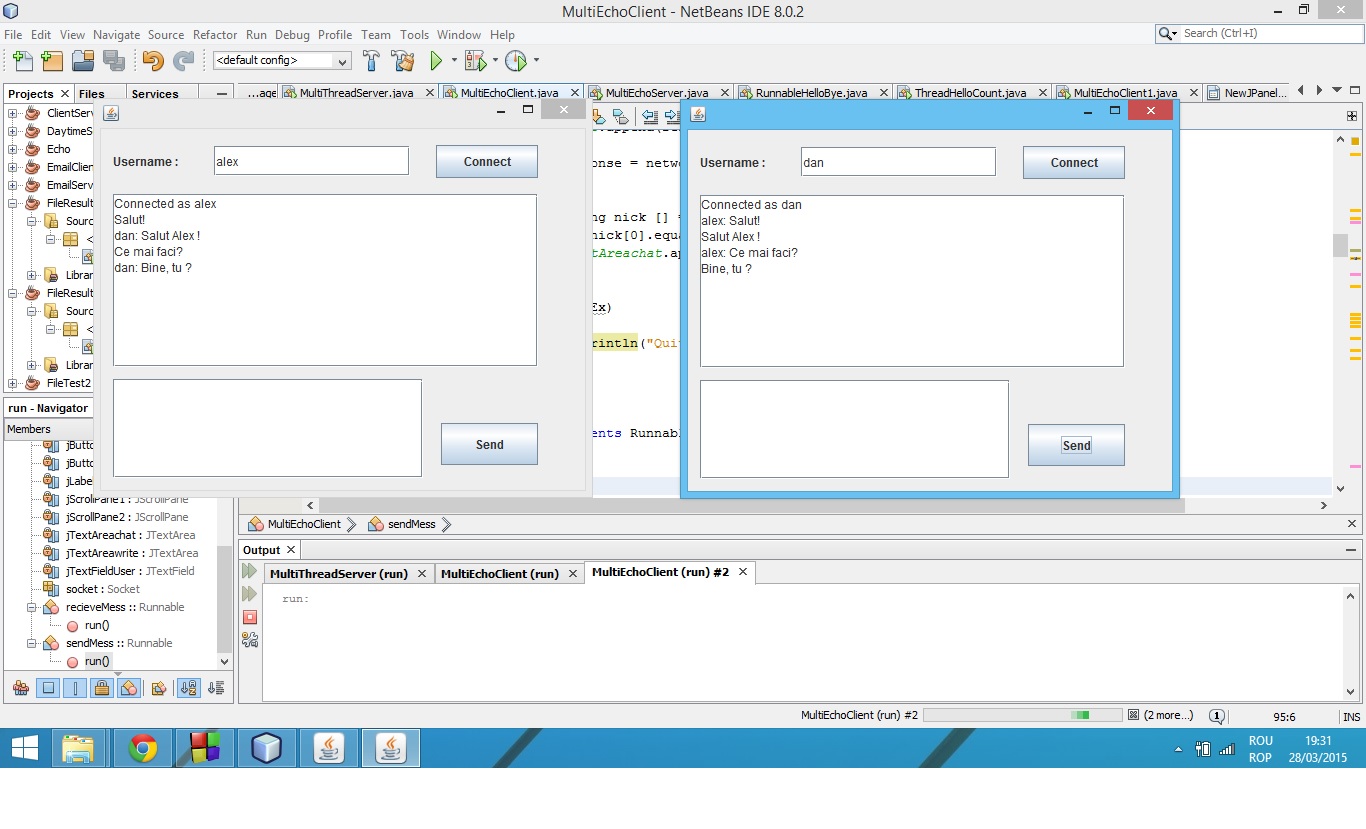 MultiEchoClient - NetBeans IDE 8.0.2
File Edit View Navigate Source Refactor Run Debug Profile Team Tools Window Help
Search (Ctrl+I)
<default config>
Projects Files Services
...age MultiThreadServer.java MultiEchoClient.java MultiEchoServer.java RunnableHelloBye.java ThreadHelloCount.java MultiEchoClient1.java NewJPanel...
ClientServ
DaytimeS
Echo
EmailClien
EmailServ
FileResult
Sourc
<
Librar
FileResult
Sourc
<
Librar
FileTest2
Username :
alex
Connect
Connected as alex
Salut!
dan: Salut Alex !
Ce mai faci?
dan: Bine, tu ?
Send
onse = netwo
ng nick [] =
nick[0].equa
tAreachat.ap
Ex)
rintln("Qui
ents Runnabl
Username :
dan
Connect
Connected as dan
alex: Salut!
Salut Alex !
alex: Ce mai faci?
Bine, tu ?
Send
run - Navigator
Members
jButto
jButto
jLabe
jScrollPane1 : JScrollPane
jScrollPane2 : JScrollPane
jTextAreachat : JTextArea
jTextAreawrite : JTextArea
jTextFieldUser : JTextField
socket : Socket
recieveMess :: Runnable
run()
sendMess :: Runnable
run()
MultiEchoClient sendMess
Output
MultiThreadServer (run) MultiEchoClient (run) MultiEchoClient (run) #2
run:
MultiEchoClient (run) #2
(2 more...)
1
95:6
INS
ROU
ROP
19:31
28/03/2015